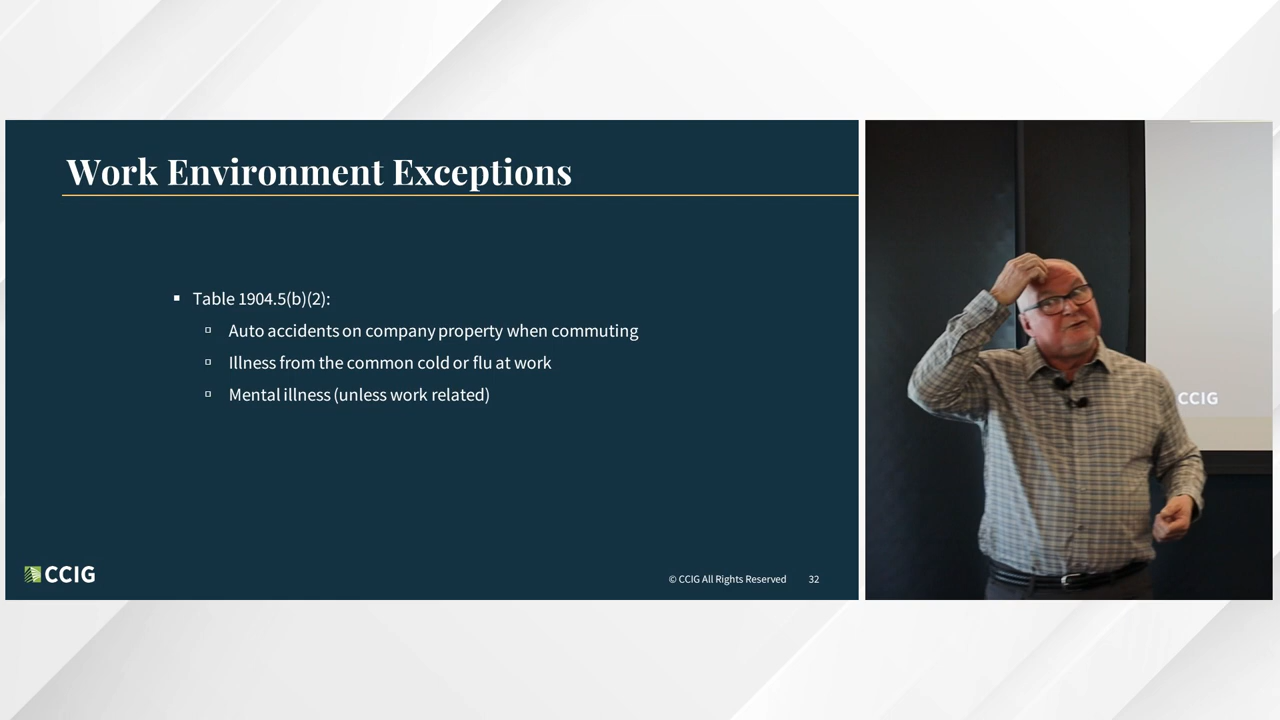 Work Environment Exceptions
Table 1904.5(b)(2):
Auto accidents on company property when commuting
Illness from the common cold or flu at work
Mental illness (unless work related)
CCIG
© CCIG All Rights Reserved 32
CCIG